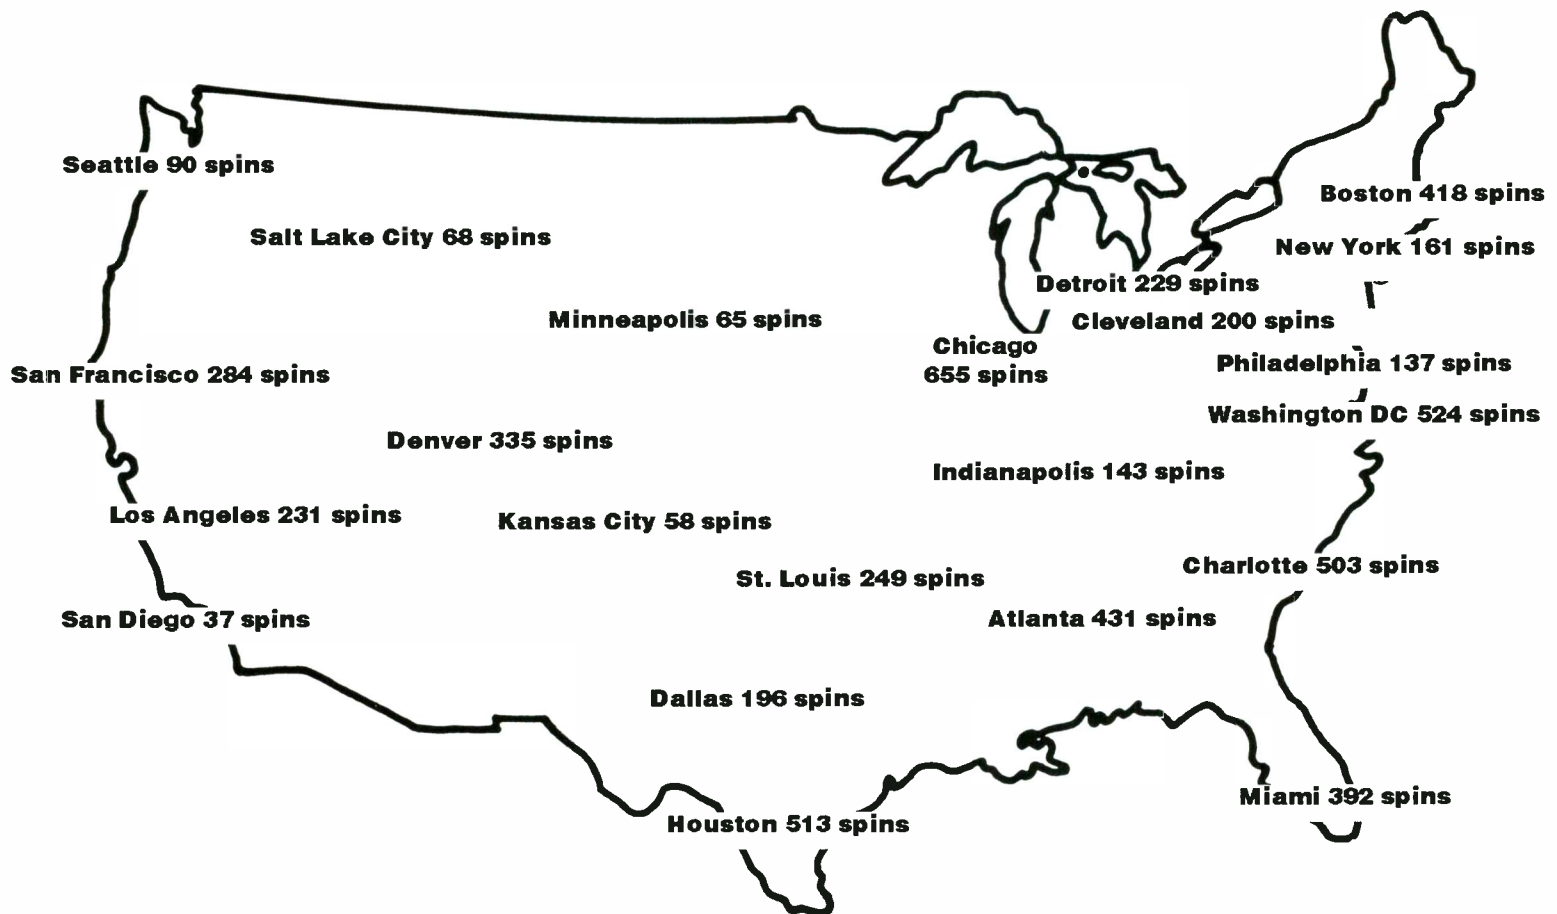 Seattle 90 spins
Boston 418 spins
Salt Lake City 68 spins
New York 161 spins
Detroit 229 spins
Minneapolis 65 spins
Cleveland 200 spins
Chicago
655 spins
Philadelphia 137 spins
San Francisco 284 spins
Washington DC 524 spins
Denver 335 spins
Indianapolis 143 spins
Los Angeles 231 spins
Kansas City 58 spins
Charlotte 503 spins
St. Louis 249 spins
Atlanta 431 spins
San Diego 37 spins
Dallas 196 spins
Miami 392 spins
Houston 513 spins